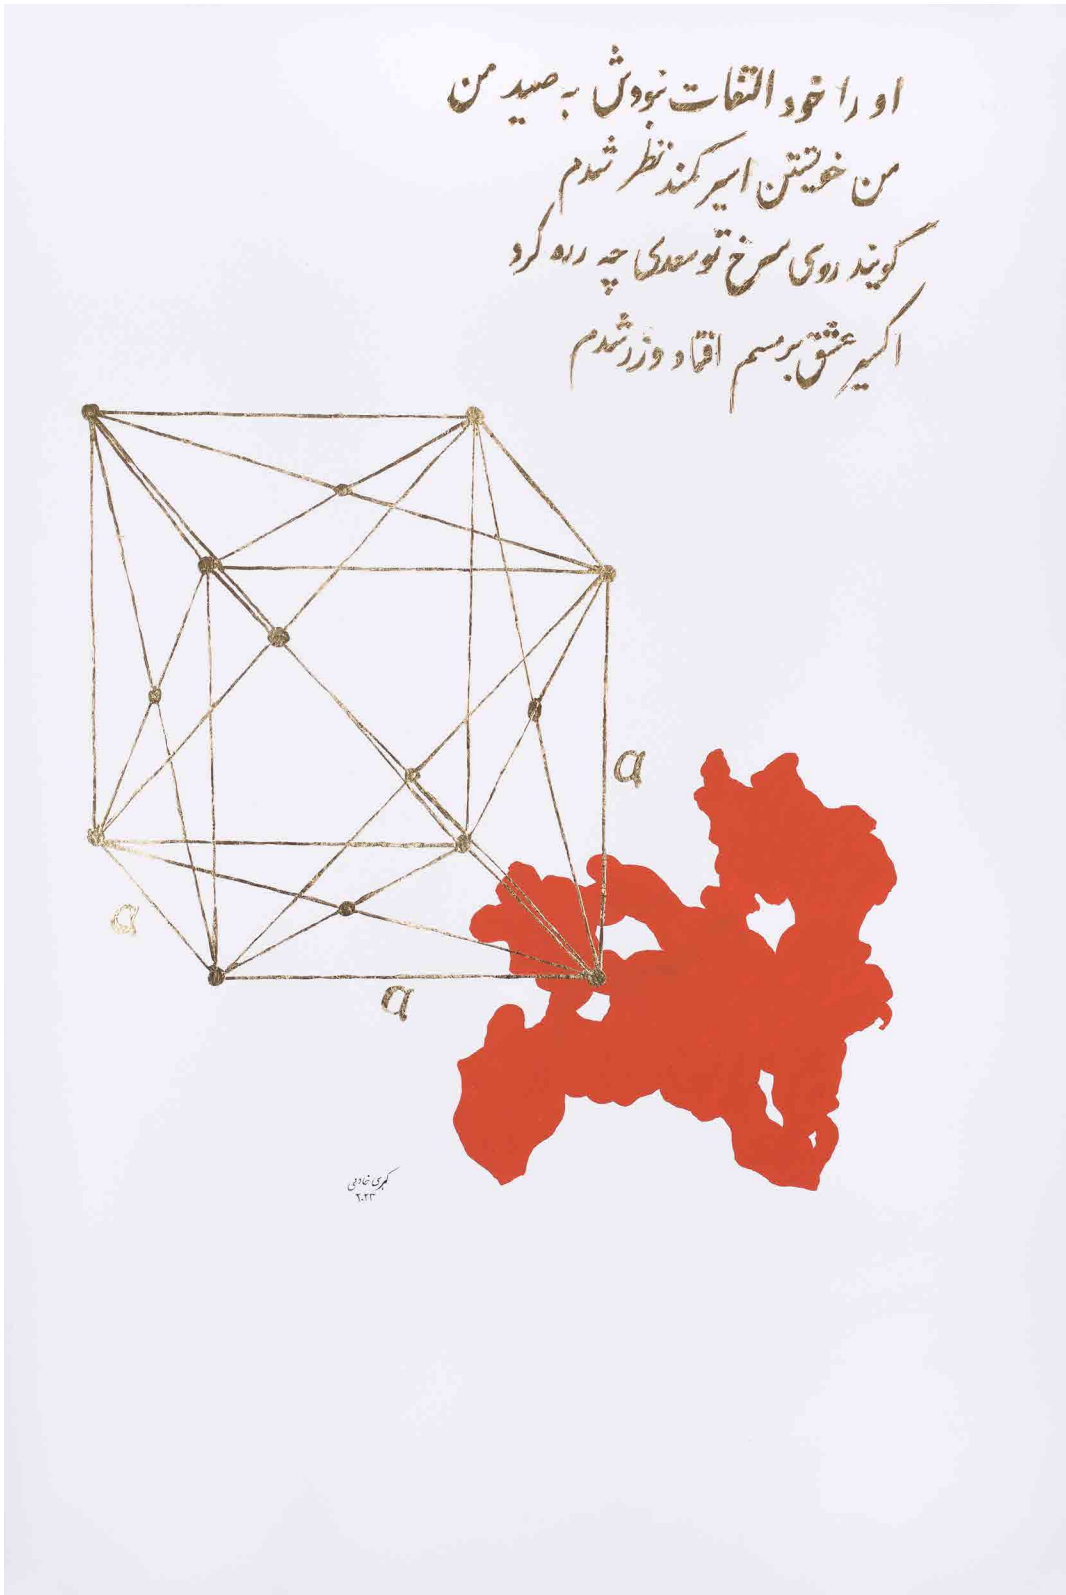 او را خود التفات نبودش به صید من
من خویشتن اسیر کمند نظر شدم
گویند روی سرخ تو سعدی چه زرد کرد
اکسیر عشق بر مسم افتاد و زر شدم
a
a
a
کبری خادمی
۲۰۲۳